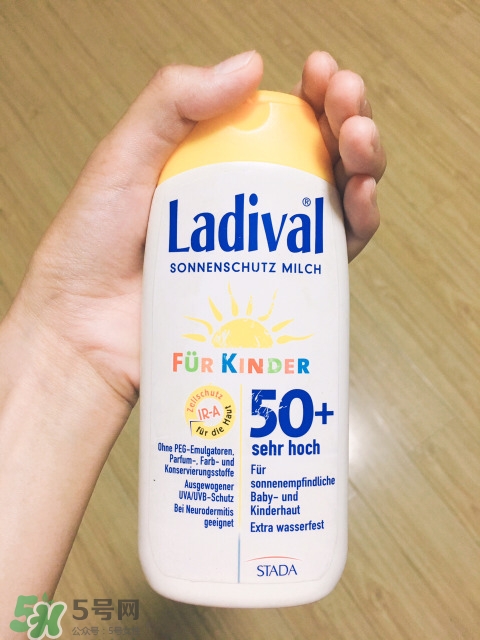 Ladival®
SONNENSCHUTZ MILCH
FÜR KINDER
Zellschutz
IR-A
für die Haut
Ohne PEG-Emulgatoren,
Parfum-, Farb- und
Konservierungsstoffe
Ausgewogener
UVA/UVB-Schutz
Bei Neurodermitis
geeignet
50+
sehr hoch
Für
sonnenempfindliche
Baby- und
Kinderhaut
Extra wasserfest
STADA
5号网